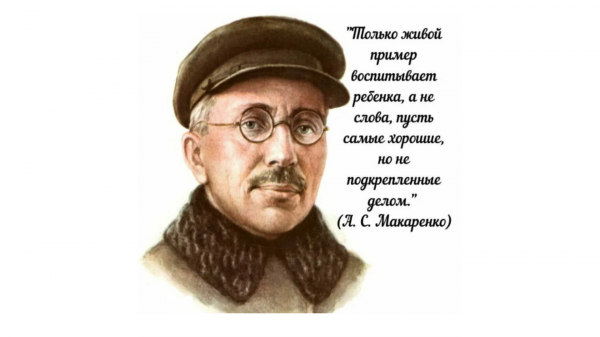 "Только живой
пример
воспитывает
ребенка, а не
слова, пусть
самые хорошие,
но не
подкрепленные
делом."
(А. С. Макаренко)